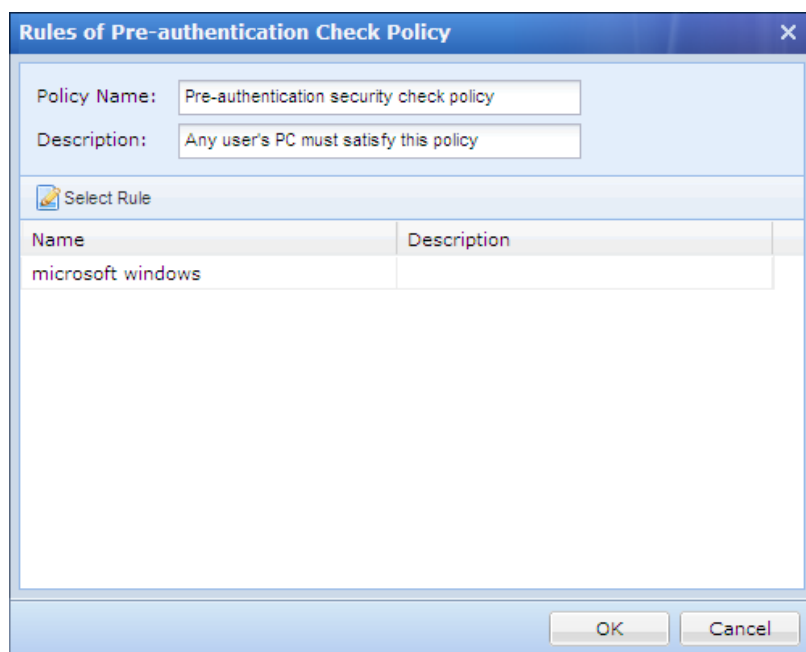 Rules of Pre-authentication Check Policy
Policy Name: Pre-authentication security check policy
Description: Any user's PC must satisfy this policy
Select Rule
Name Description
microsoft windows
OK Cancel